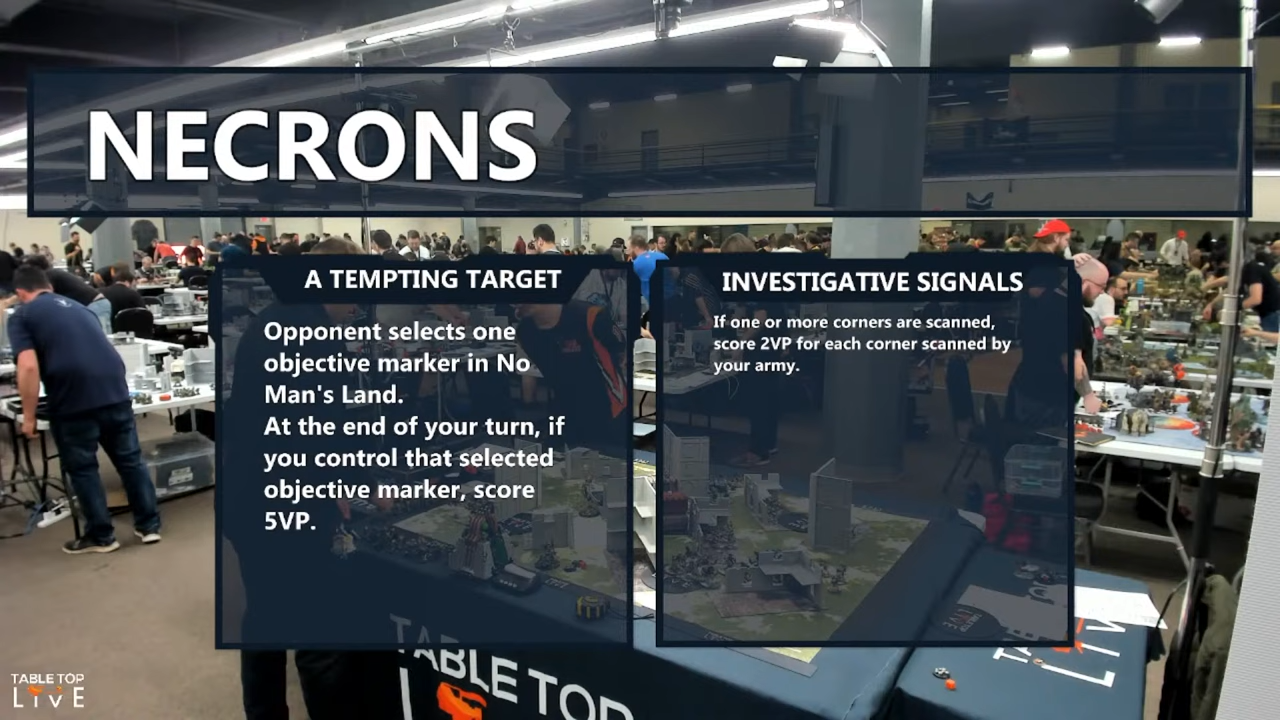 NECRONS
A TEMPTING TARGET
Opponent selects one
objective marker in No
Man's Land.
At the end of your turn, if
you control that selected
objective marker, score
5VP.
INVESTIGATIVE SIGNALS
If one or more corners are scanned,
score 2VP for each corner scanned by
your army.
TABLE TOP
TABLE TOP
LIVE